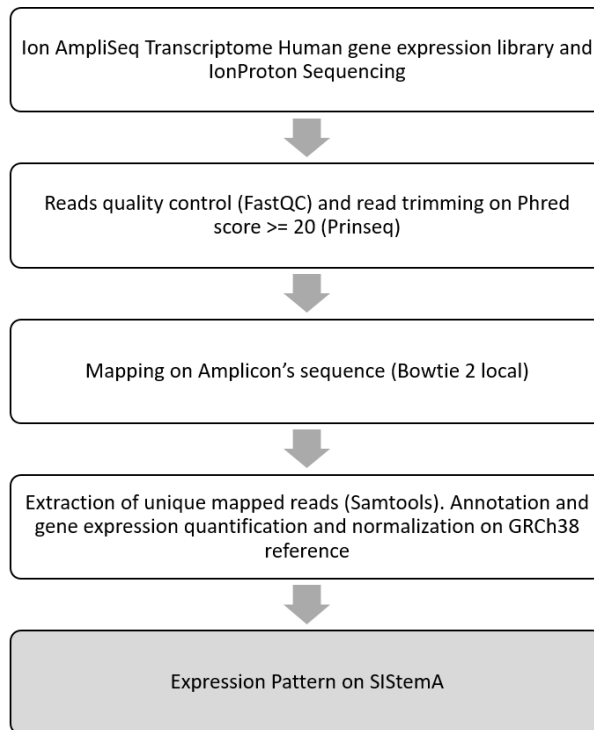 Ion AmpliSeq Transcriptome Human gene expression library and
IonProton Sequencing
Reads quality control (FastQC) and read trimming on Phred
score >= 20 (Prinseq)
Mapping on Amplicon’s sequence (Bowtie 2 local)
Extraction of unique mapped reads (Samtools). Annotation and
gene expression quantification and normalization on GRCh38
reference
Expression Pattern on SIStemA